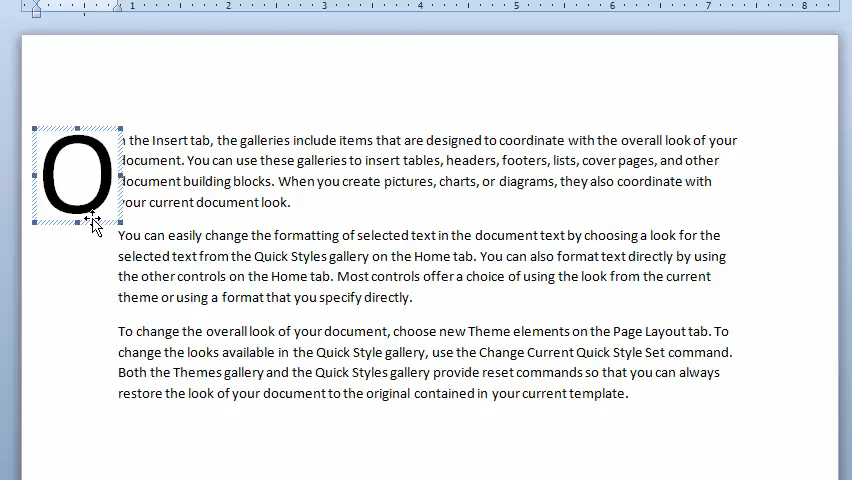 1 2 3 4 5 6 7 8
O
the Insert tab, the galleries include items that are designed to coordinate with the overall look of your
document. You can use these galleries to insert tables, headers, footers, lists, cover pages, and other
document building blocks. When you create pictures, charts, or diagrams, they also coordinate with
your current document look.
You can easily change the formatting of selected text in the document text by choosing a look for the
selected text from the Quick Styles gallery on the Home tab. You can also format text directly by using
the other controls on the Home tab. Most controls offer a choice of using the look from the current
theme or using a format that you specify directly.
To change the overall look of your document, choose new Theme elements on the Page Layout tab. To
change the looks available in the Quick Style gallery, use the Change Current Quick Style Set command.
Both the Themes gallery and the Quick Styles gallery provide reset commands so that you can always
restore the look of your document to the original contained in your current template.